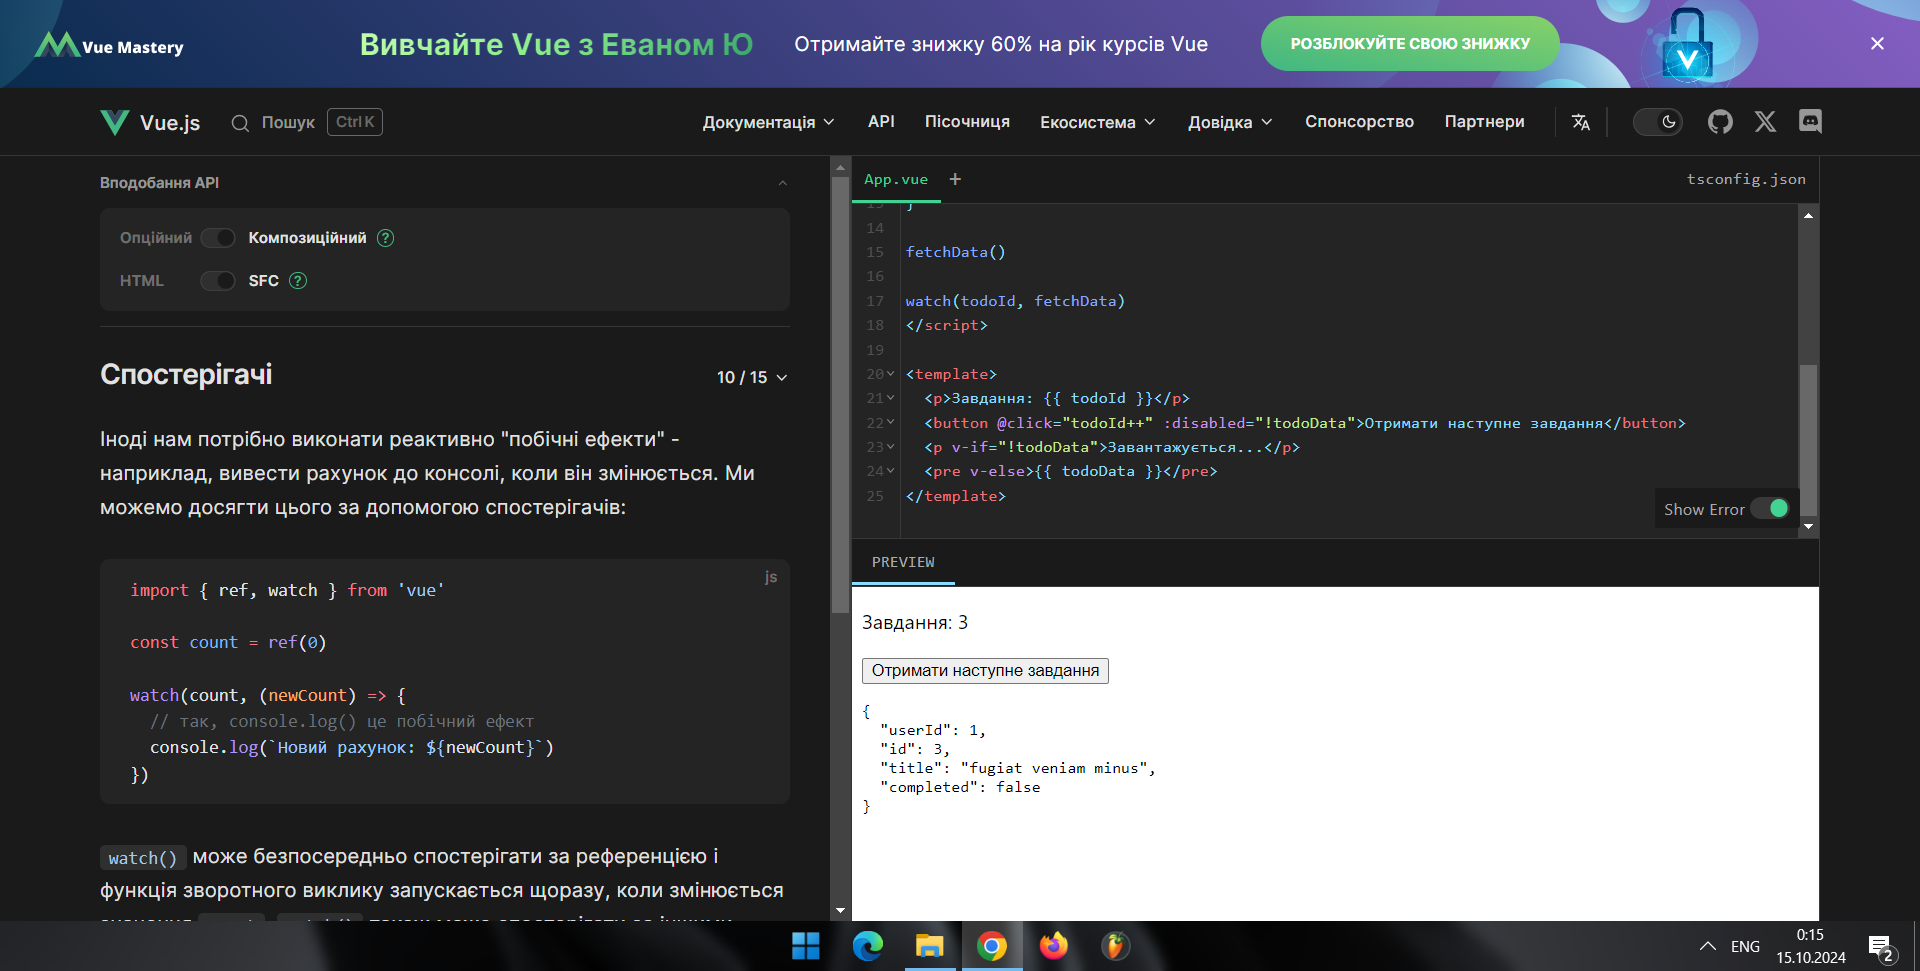 Vue Mastery
Вивчайте Vue з Еваном Ю
Отримайте знижку 60% на рік курсів Vue
РОЗБЛОКУЙТЕ СВОЮ ЗНИЖКУ
Vue.js
Пошук
Ctrl K
Документація
API
Пісочниця
Екосистема
Довідка
Спонсорство
Партнери
Вподобання API
Опційний
Композиційний
?
HTML
SFC
?
Спостерігачі
10 / 15
Іноді нам потрібно виконати реактивно "побічні ефекти" -
наприклад, вивести рахунок до консолі, коли він змінюється. Ми
можемо досягти цього за допомогою спостерігачів:
js
import { ref, watch } from 'vue'
const count = ref(0)
watch(count, (newCount) => {
// так, console.log() це побічний ефект
console.log(`Новий рахунок: ${newCount}`)
})
watch() може безпосередньо спостерігати за референцією і
функція зворотного виклику запускається щоразу, коли змінюється
App.vue
+
tsconfig.json
14
15 fetchData()
16
17 watch(todoId, fetchData)
18 </script>
19
20 <template>
21 <p>Завдання: {{ todoId }}</p>
22 <button @click="todoId++" :disabled="!todoData">Отримати наступне завдання</button>
23 <p v-if="!todoData">Завантажується...</p>
24 <pre v-else>{{ todoData }}</pre>
25 </template>
Show Error
PREVIEW
Завдання: 3
Отримати наступне завдання
{
"userId": 1,
"id": 3,
"title": "fugiat veniam minus",
"completed": false
}
ENG
0:15
15.10.2024
2